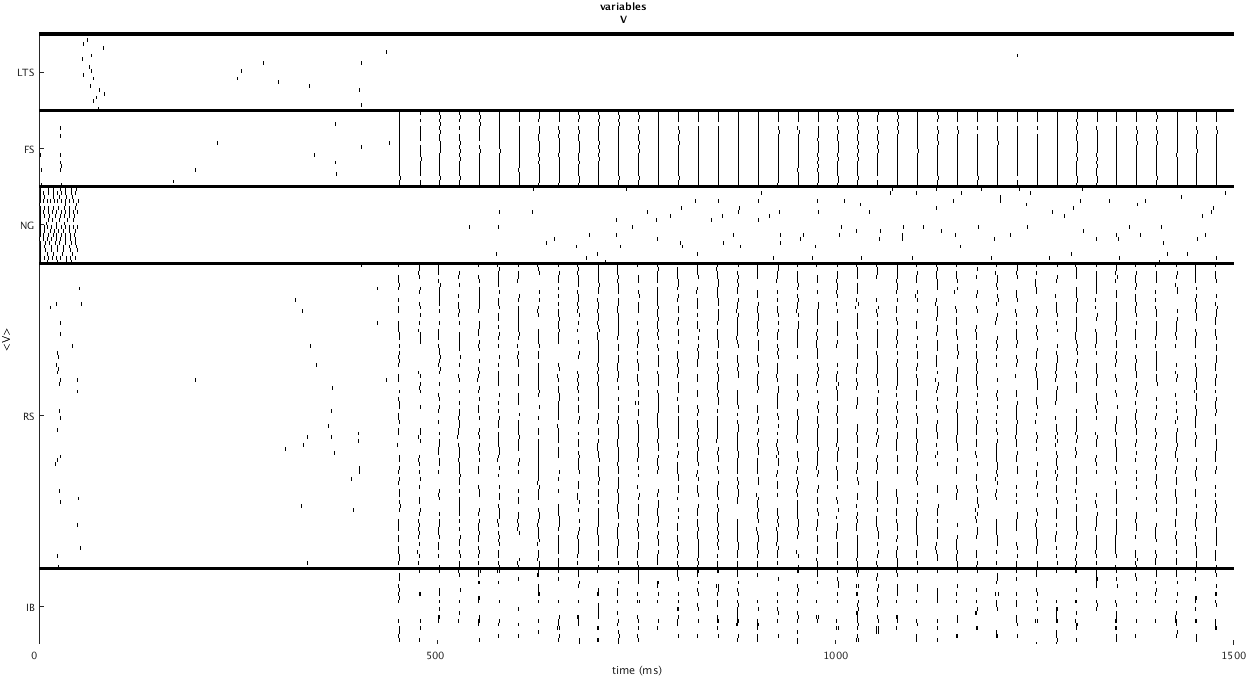 variables
V
LTS
FS
NG
<V>
RS
IB
0 500 1000 1500
time (ms)